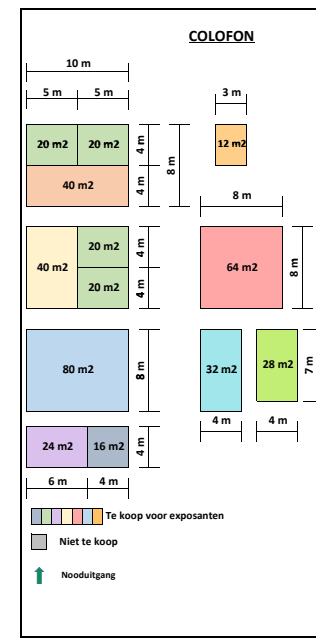 COLOFON
10 m
3 m
5 m 5 m
20 m2 20 m2 4 m 12 m2
40 m2 4 m 8 m
8 m
40 m2 20 m2 4 m 64 m2 8 m
20 m2 4 m
80 m2 8 m 32 m2 28 m2 7 m
4 m 4 m
24 m2 16 m2 4 m
6 m 4 m
Te koop voor exposanten
Niet te koop
Nooduitgang